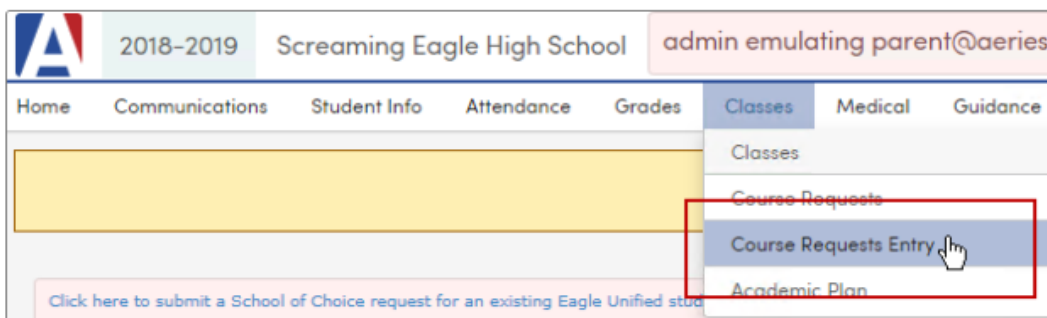 2018-2019 Screaming Eagle High School admin emulating parent@aeries
Home Communications Student Info Attendance Grades Classes Medical Guidance
Classes
Course Requests
Course Requests Entry
Academic Plan
Click here to submit a School of Choice request for an existing Eagle Unified stud